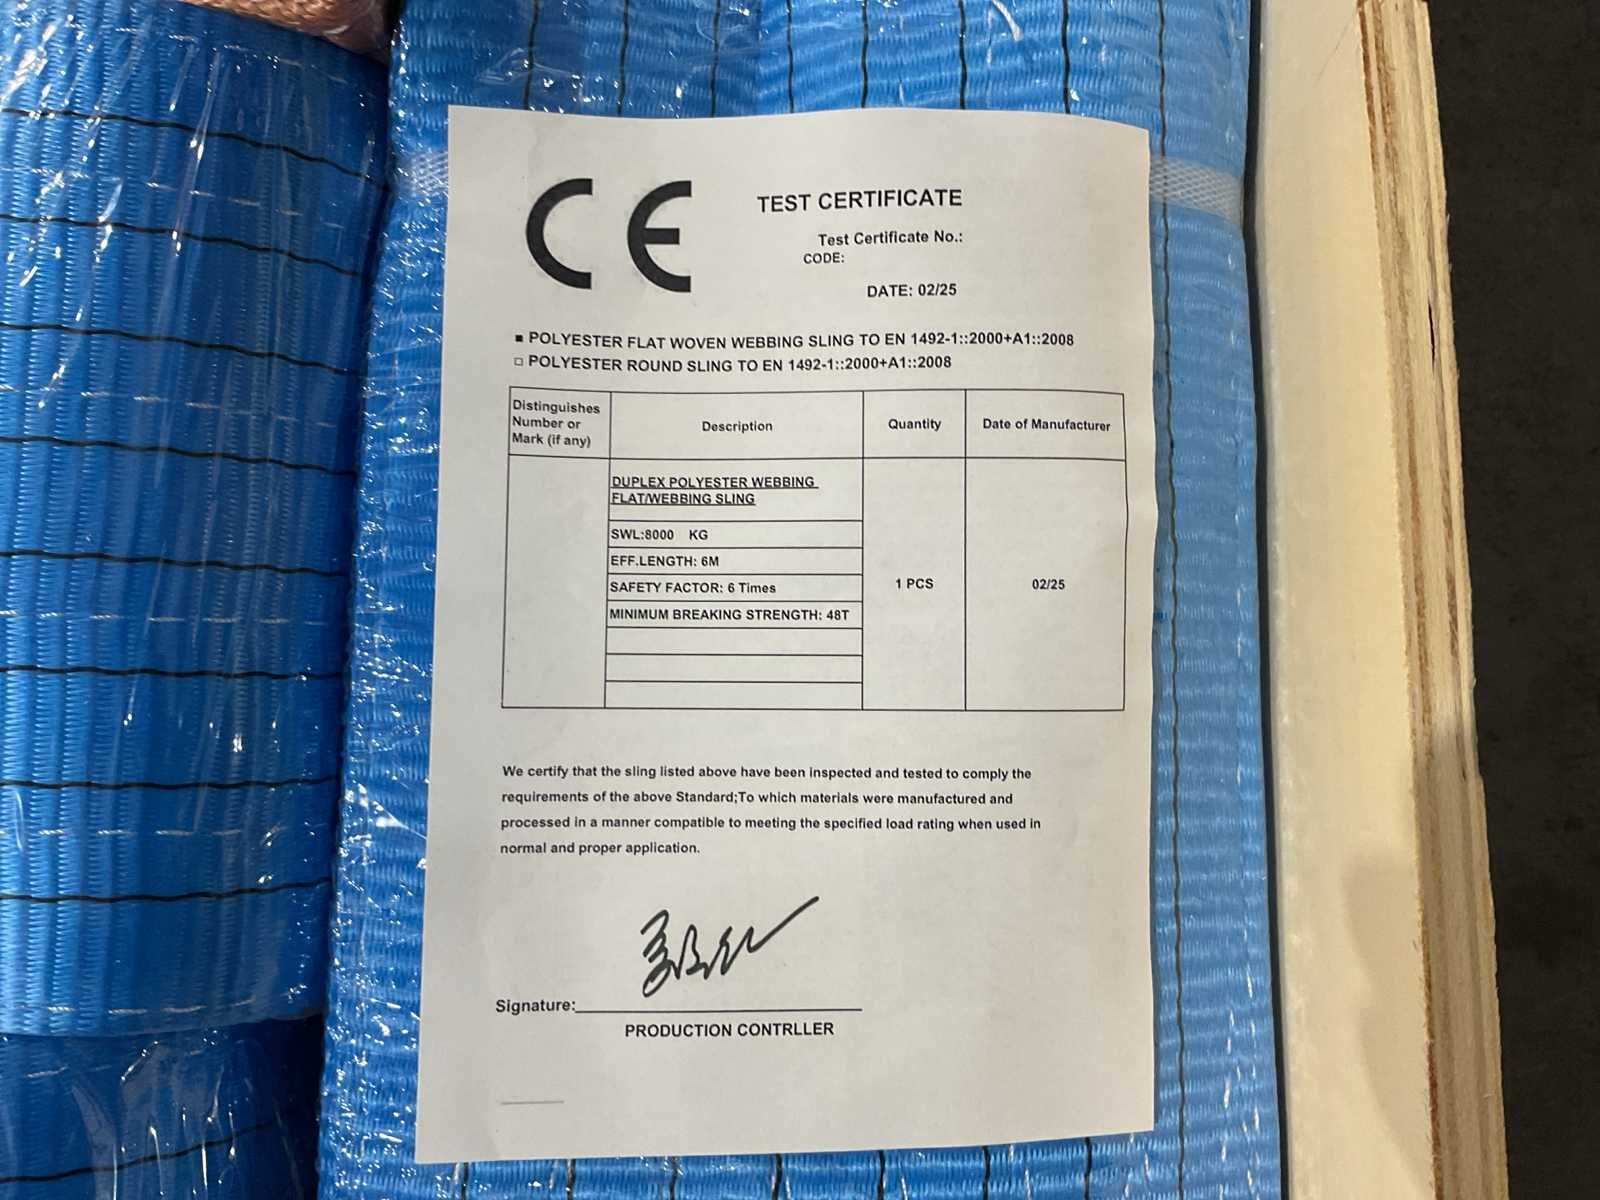 CE
TEST CERTIFICATE
Test Certificate No.:
CODE:
DATE: 02/25
■ POLYESTER FLAT WOVEN WEBBING SLING TO EN 1492-1::2000+A1::2008
□ POLYESTER ROUND SLING TO EN 1492-1::2000+A1::2008
Distinguishes
Number or
Mark (if any)
Description
Quantity
Date of Manufacturer
DUPLEX POLYESTER WEBBING
FLAT/WEBBING SLING
SWL:8000 KG
EFF.LENGTH: 6M
SAFETY FACTOR: 6 Times
MINIMUM BREAKING STRENGTH: 48T
1 PCS
02/25
We certify that the sling listed above have been inspected and tested to comply the
requirements of the above Standard;To which materials were manufactured and
processed in a manner compatible to meeting the specified load rating when used in
normal and proper application.
Signature:
PRODUCTION CONTRLLER